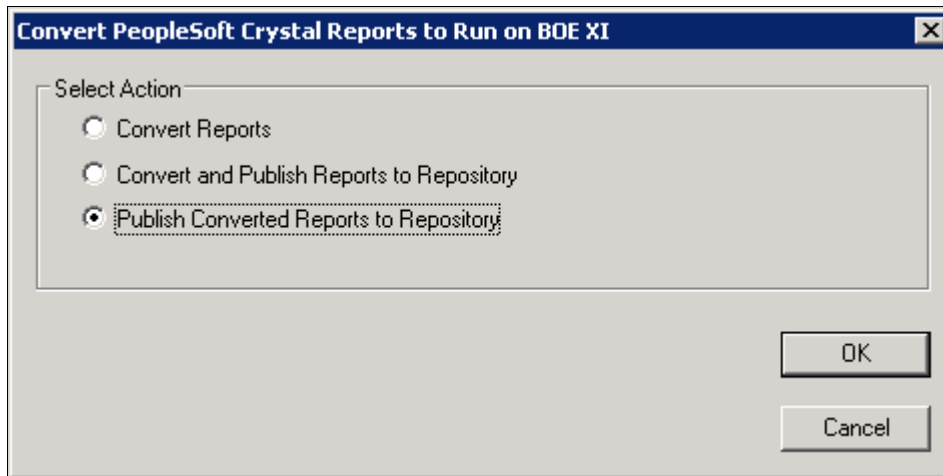 Convert PeopleSoft Crystal Reports to Run on BOE XI
Select Action
Convert Reports
Convert and Publish Reports to Repository
Publish Converted Reports to Repository
OK
Cancel